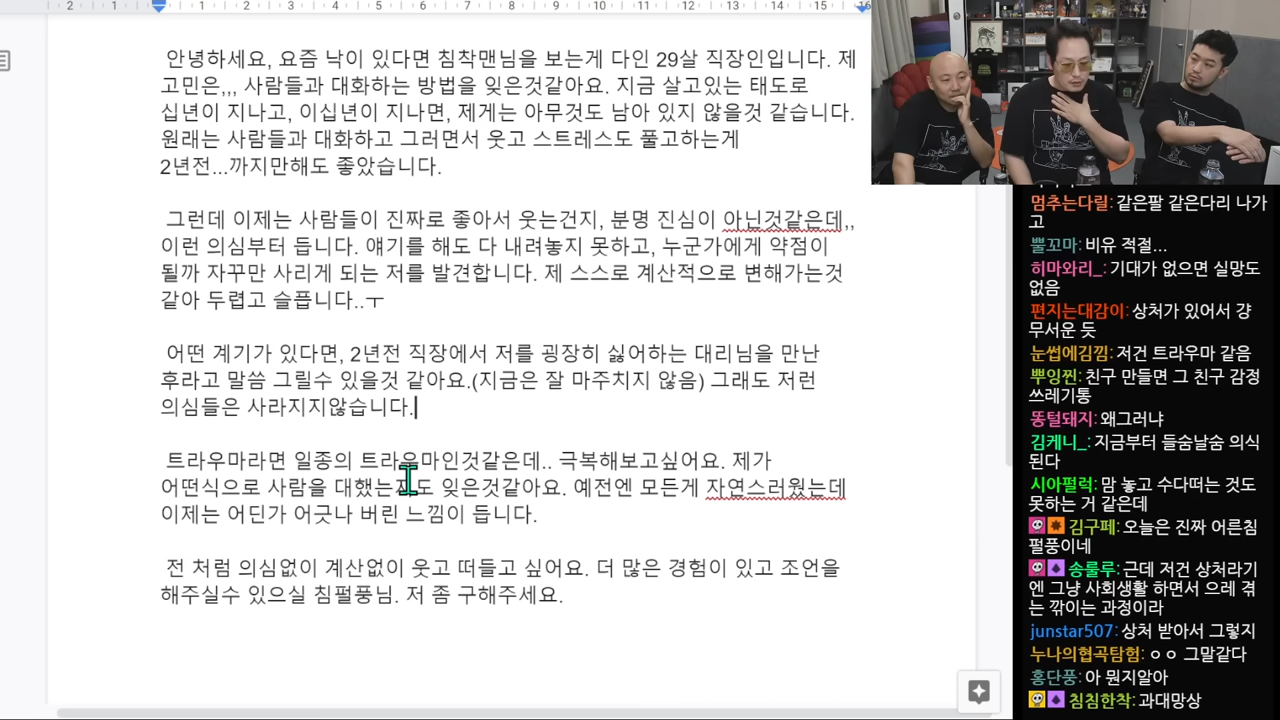 2 1 1 2 3 4 5 6 7 8 9 10 11 12 13 14 15 16
안녕하세요, 요즘 낙이 있다면 침착맨님을 보는게 다인 29살 직장인입니다. 제
고민은,,, 사람들과 대화하는 방법을 잊은것같아요. 지금 살고있는 태도로
십년이 지나고, 이십년이 지나면, 제게는 아무것도 남아 있지 않을것 같습니다.
원래는 사람들과 대화하고 그러면서 웃고 스트레스도 풀고하는게
2년전...까지만해도 좋았습니다.
그런데 이제는 사람들이 진짜로 좋아서 웃는건지, 분명 진심이 아닌것같은데,,
이런 의심부터 듭니다. 얘기를 해도 다 내려놓지 못하고, 누군가에게 약점이
될까 자꾸만 사리게 되는 저를 발견합니다. 제 스스로 계산적으로 변해가는것
같아 두렵고 슬픕니다..ㅜ
어떤 계기가 있다면, 2년전 직장에서 저를 굉장히 싫어하는 대리님을 만난
후라고 말씀 그릴수 있을것 같아요.(지금은 잘 마주치지 않음) 그래도 저런
의심들은 사라지지않습니다.
트라우마라면 일종의 트라우마인것같은데.. 극복해보고싶어요. 제가
어떤식으로 사람을 대했는지도 잊은것같아요. 예전엔 모든게 자연스러웠는데
이제는 어딘가 어긋나 버린 느낌이 듭니다.
전 처럼 의심없이 계산없이 웃고 떠들고 싶어요. 더 많은 경험이 있고 조언을
해주실수 있으실 침펄풍님. 저 좀 구해주세요.
멈추는다릴: 같은팔 같은다리 나가
고
뿔꼬마: 비유 적절...
히마와리_: 기대가 없으면 실망도
없음
편지는대감이: 상처가 있어서 걍
무서운 듯
눈썹에김낌: 저건 트라우마 같음
뿌잉찐: 친구 만들면 그 친구 감정
쓰레기통
똥털돼지: 왜그러냐
김케니_: 지금부터 들숨날숨 의식
된다
시아펄럭: 맘 놓고 수다떠는 것도
못하는 거 같은데
김구페: 오늘은 진짜 어른침
펄풍이네
송룰루: 근데 저건 상처라기
엔 그냥 사회생활 하면서 으레 겪
는 깎이는 과정이라
junstar507: 상처 받아서 그렇지
누나의협곡탐험: ㅇㅇ 그말같다
홍단풍: 아 뭔지알아
침침한착: 과대망상